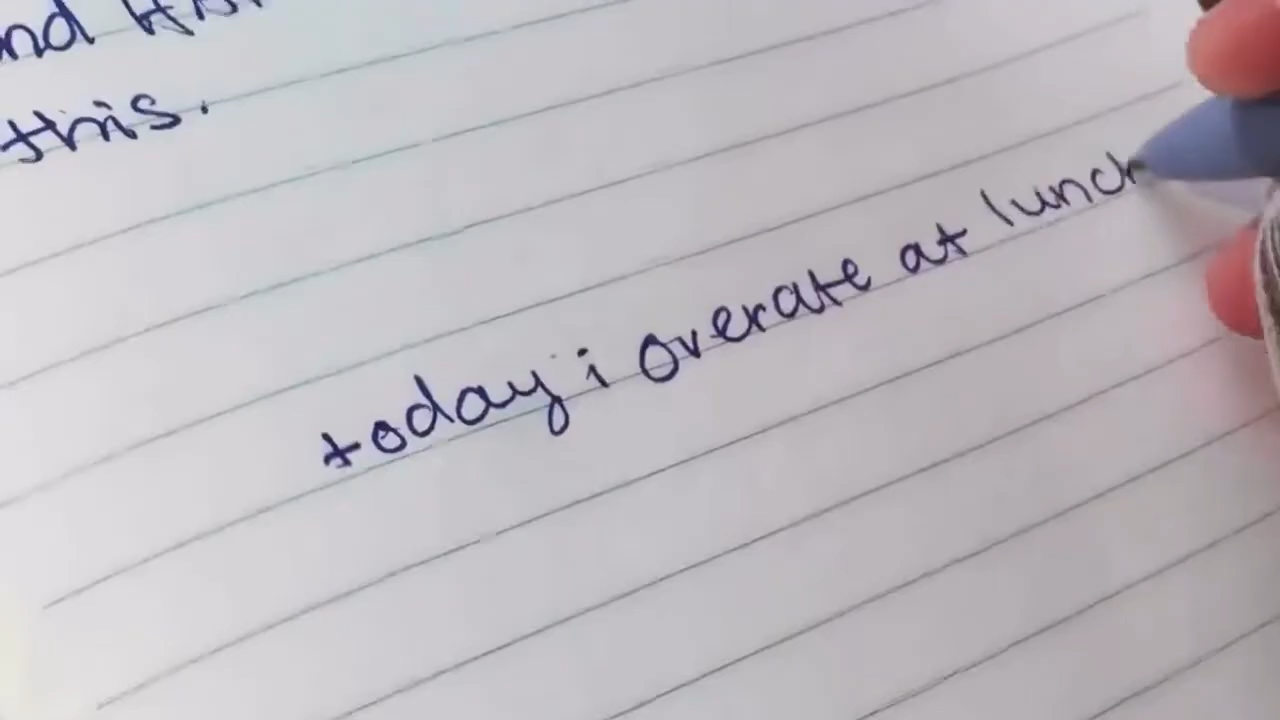 this.
today i overate at lunch